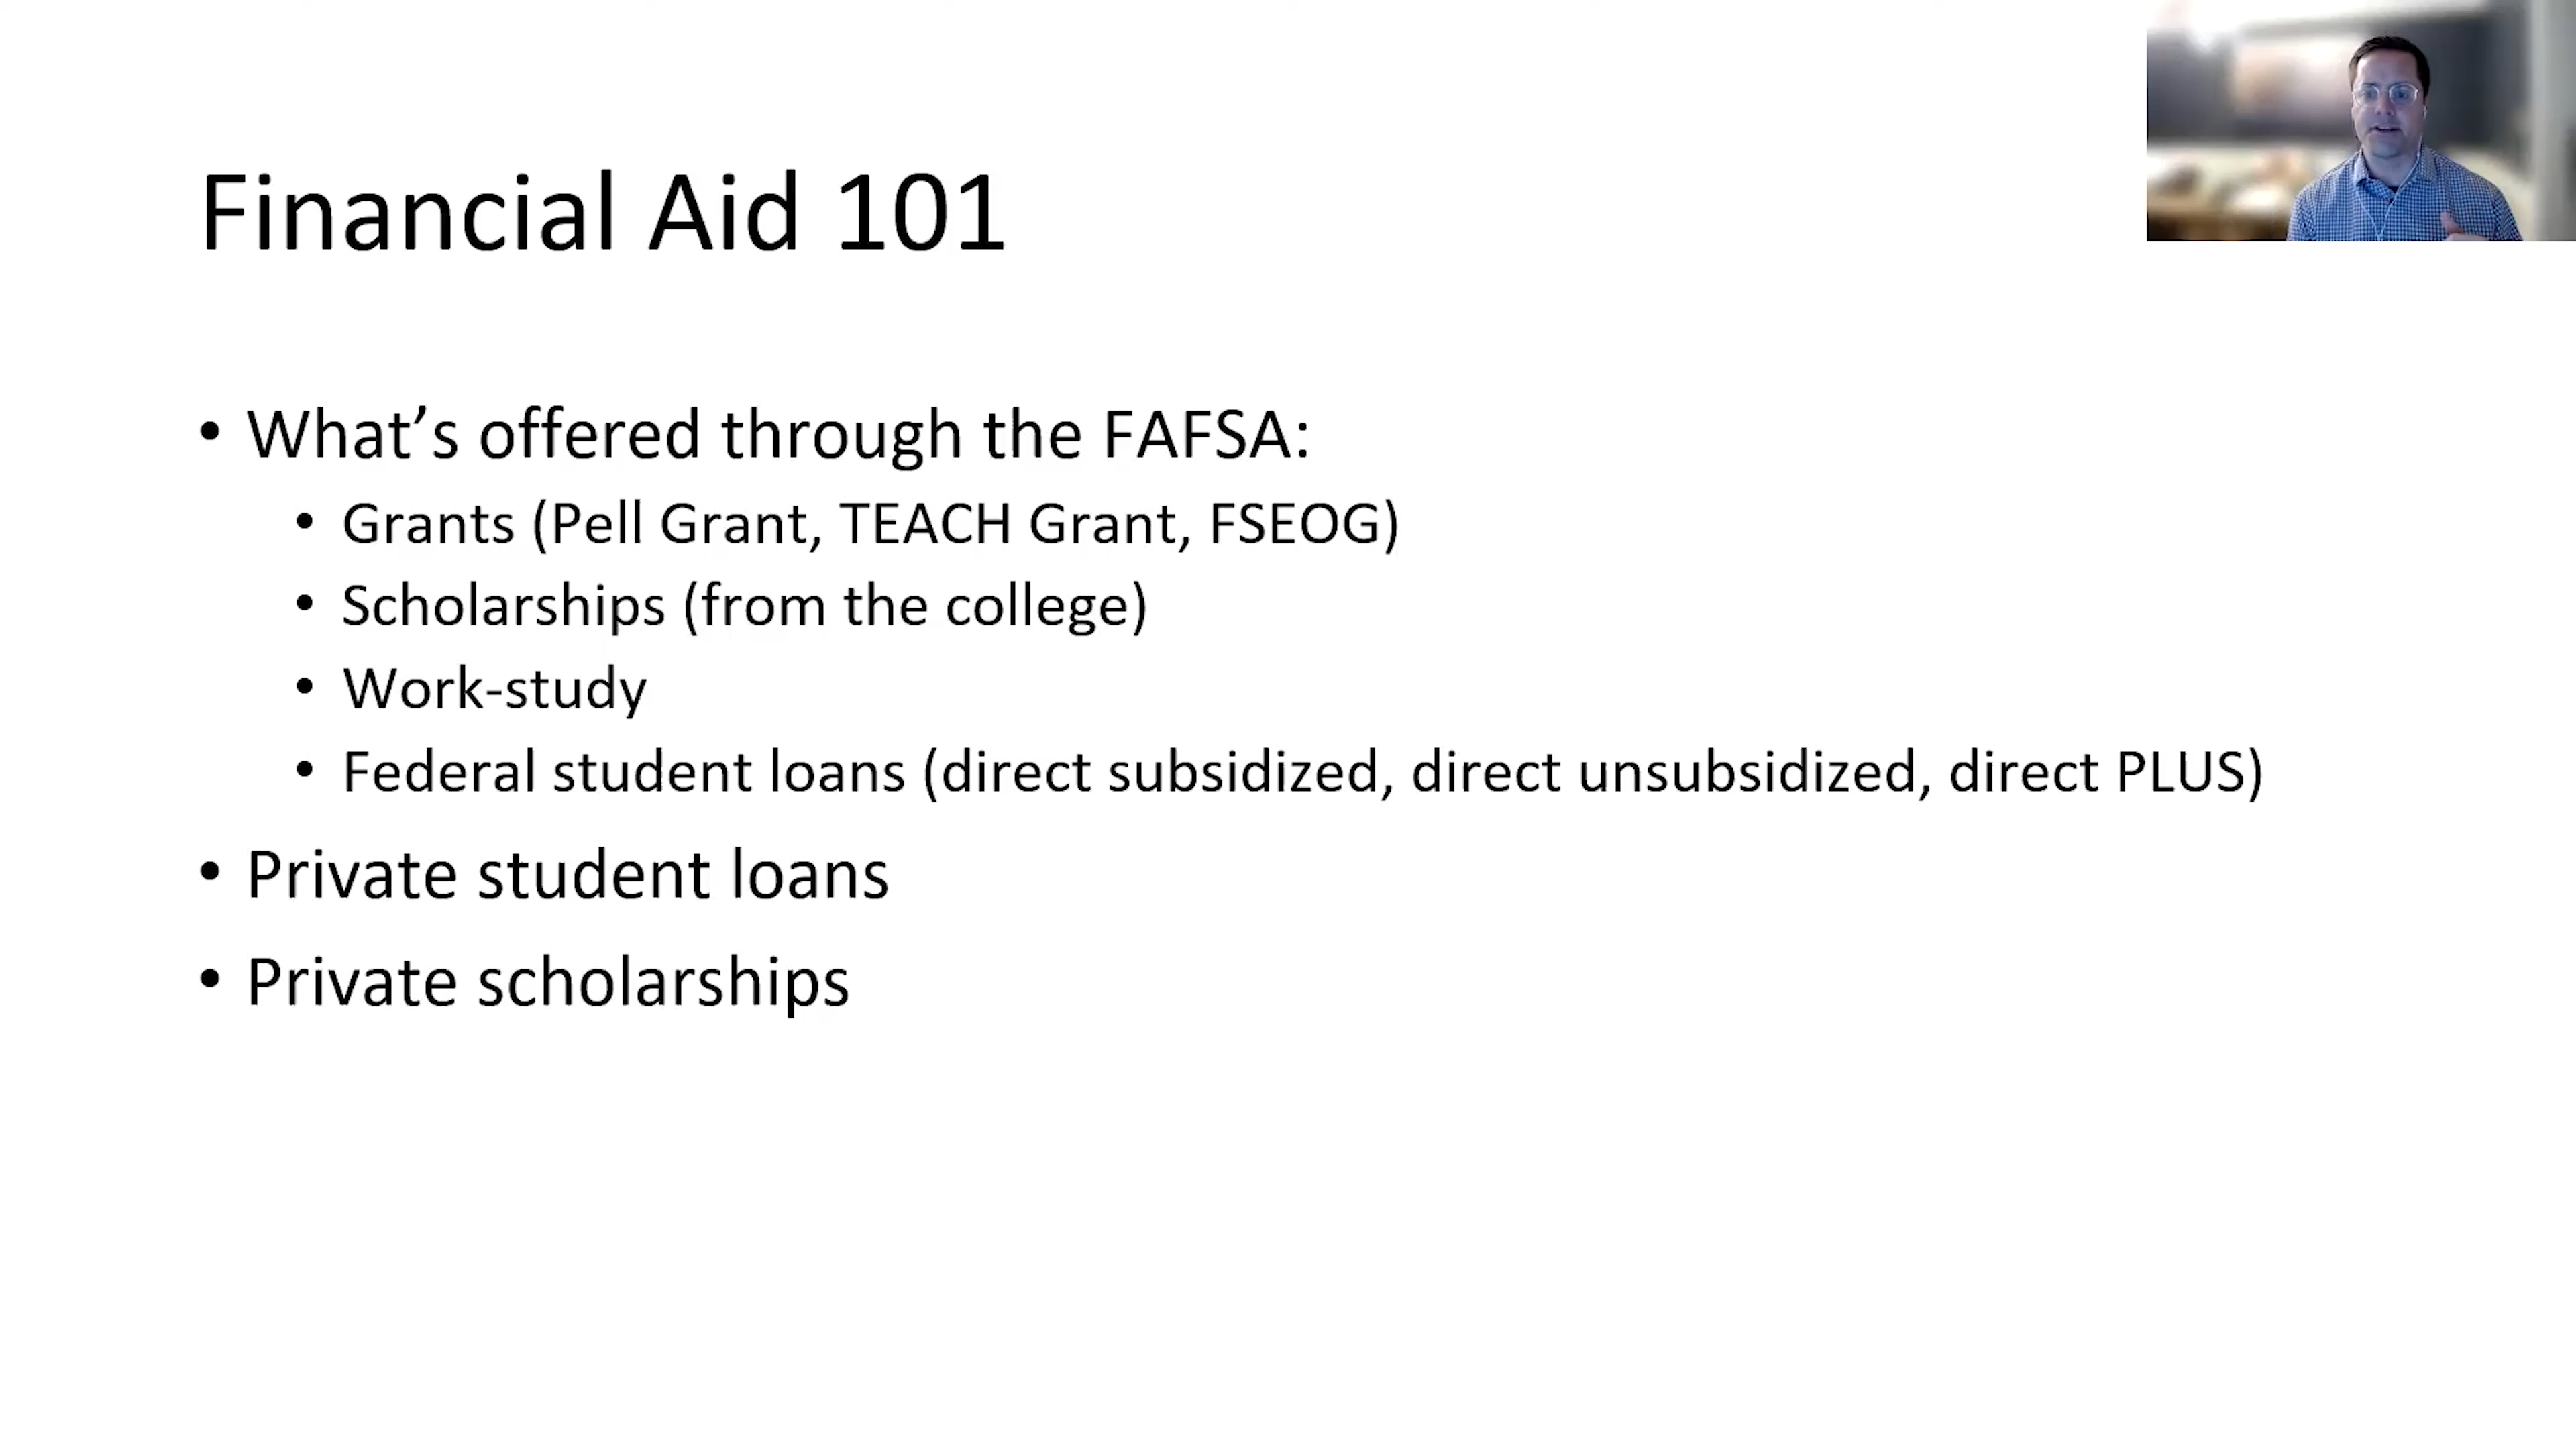 Financial Aid 101
• What’s offered through the FAFSA:
• Grants (Pell Grant, TEACH Grant, FSEOG)
• Scholarships (from the college)
• Work-study
• Federal student loans (direct subsidized, direct unsubsidized, direct PLUS)
• Private student loans
• Private scholarships